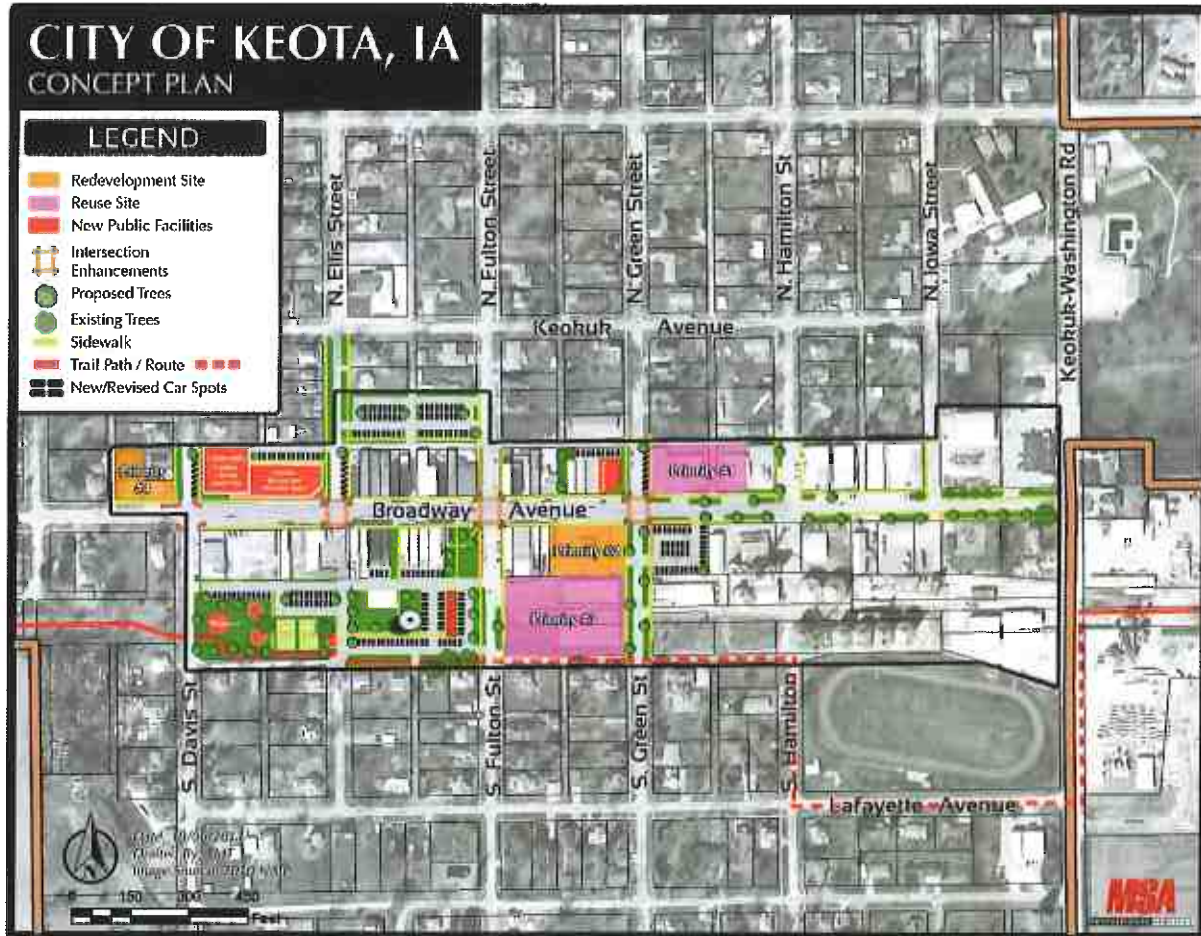 CITY OF KEOTA, IA
CONCEPT PLAN
LEGEND
Redevelopment Site
Reuse Site
New Public Facilities
Intersection
Enhancements
Proposed Trees
Existing Trees
Sidewalk
Trail Path / Route
New/Revised Car Spots
N. Ellis Street
N. Fulton Street
N. Green Street
N. Hamilton St
N. Iowa Street
Keokuk-Washington Rd
Keokuk Avenue
Broadway Avenue
S. Davis St
S. Fulton St
S. Green St
S. Hamilton
Lafayette Avenue
0 150 300 450
Feet
MSA